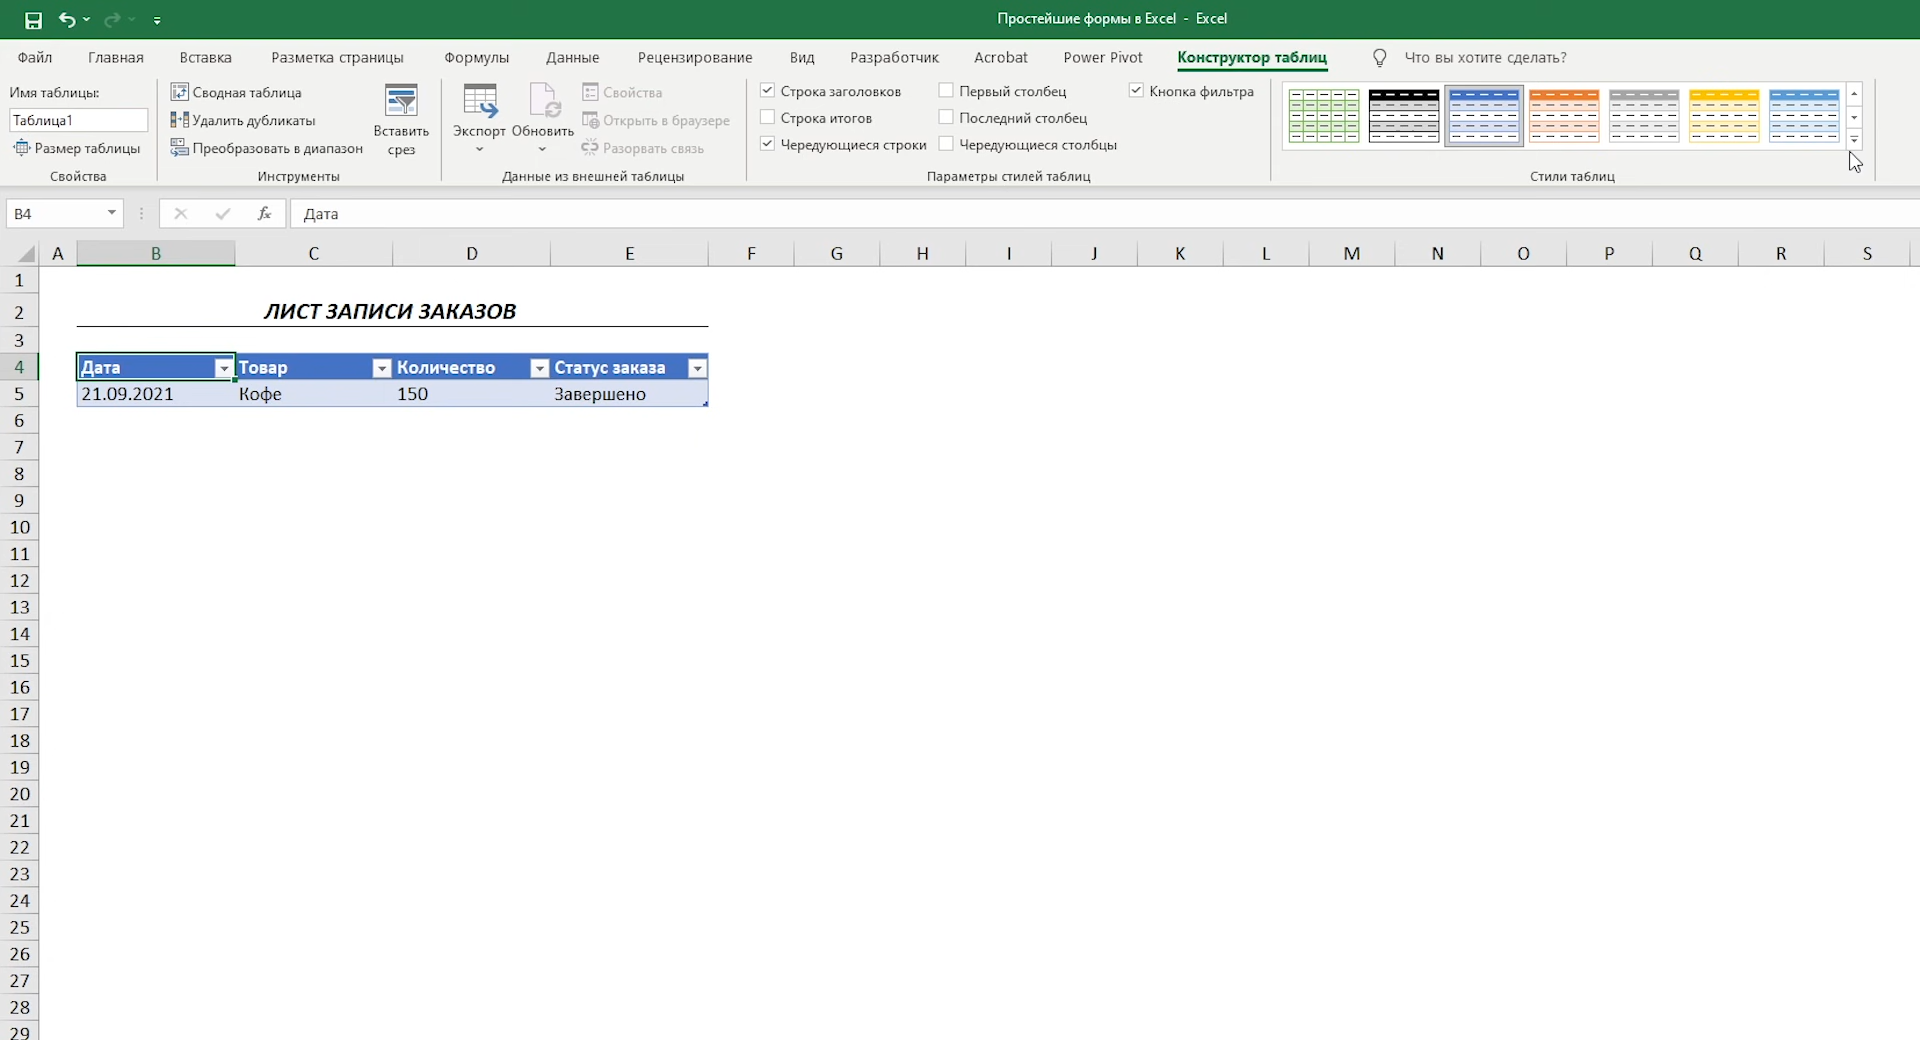 Простейшие формы в Excel - Excel
Файл Главная Вставка Разметка страницы Формулы Данные Рецензирование Вид Разработчик Acrobat Power Pivot Конструктор таблиц Что вы хотите сделать?
Имя таблицы:
Таблица1
Размер таблицы
Свойства
Сводная таблица
Удалить дубликаты
Преобразовать в диапазон
Вставить
срез
Инструменты
Экспорт
Обновить
Свойства
Открыть в браузере
Разорвать связь
Данные из внешней таблицы
Строка заголовков
Строка итогов
Чередующиеся строки
Первый столбец
Последний столбец
Чередующиеся столбцы
Кнопка фильтра
Параметры стилей таблиц
Стили таблиц
B4 fx Дата
A B C D E F G H I J K L M N O P Q R S
1
2 ЛИСТ ЗАПИСИ ЗАКАЗОВ
3
4 Дата Товар Количество Статус заказа
5 21.09.2021 Кофе 150 Завершено
6
7
8
9
10
11
12
13
14
15
16
17
18
19
20
21
22
23
24
25
26
27
28
29